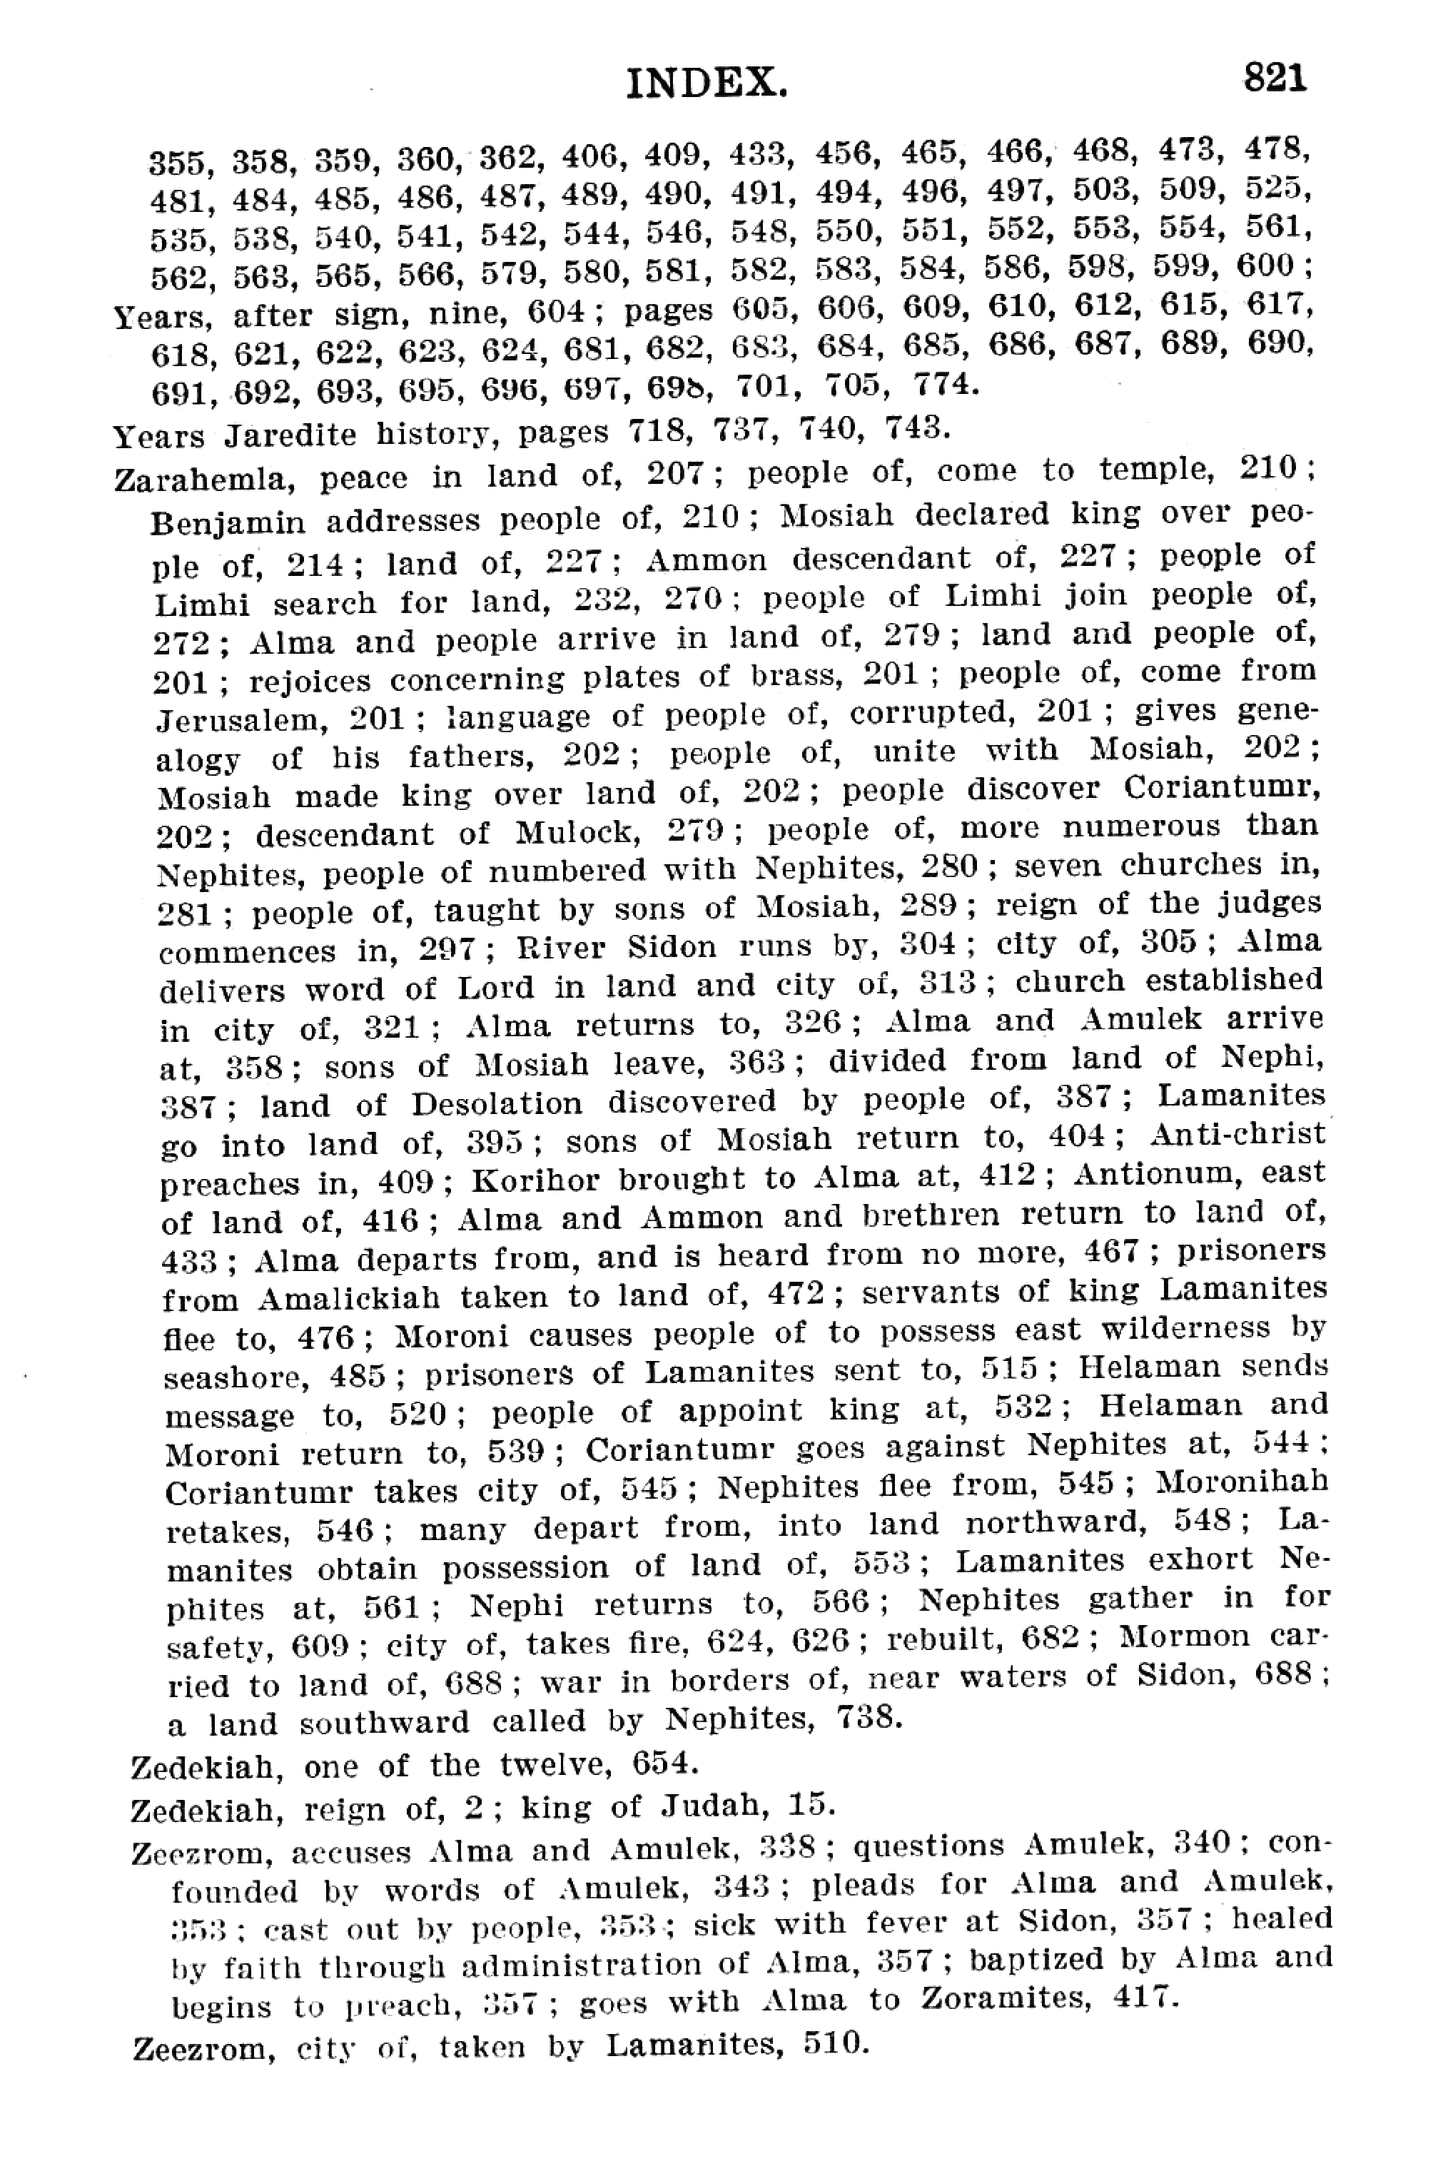 INDEX. 821
355, 358, 359, 360, 362, 406, 409, 433, 456, 465, 466, 468, 473, 478,
481, 484, 485, 486, 487, 489, 490, 491, 494, 496, 497, 503, 509, 525,
535, 538, 540, 541, 542, 544, 546, 548, 550, 551, 552, 553, 554, 561,
562, 563, 565, 566, 579, 580, 581, 582, 583, 584, 586, 598, 599, 600;
Years, after sign, nine, 604; pages 605, 606, 609, 610, 612, 615, 617,
618, 621, 622, 623, 624, 681, 682, 683, 684, 685, 686, 687, 689, 690,
691, 692, 693, 695, 696, 697, 698, 701, 705, 774.
Years Jaredite history, pages 718, 737, 740, 743.
Zarahemla, peace in land of, 207; people of, come to temple, 210;
Benjamin addresses people of, 210; Mosiah declared king over peo-
ple of, 214; land of, 227; Ammon descendant of, 227; people of
Limhi search for land, 232, 270; people of Limhi join people of,
272; Alma and people arrive in land of, 279; land and people of,
201; rejoices concerning plates of brass, 201; people of, come from
Jerusalem, 201; language of people of, corrupted, 201; gives gene-
alogy of his fathers, 202; people of, unite with Mosiah, 202;
Mosiah made king over land of, 202; people discover Coriantumr,
202; descendant of Mulock, 279; people of, more numerous than
Nephites, people of numbered with Nephites, 280; seven churches in,
281; people of, taught by sons of Mosiah, 289; reign of the judges
commences in, 297; River Sidon runs by, 304; city of, 305; Alma
delivers word of Lord in land and city of, 313; church established
in city of, 321; Alma returns to, 326; Alma and Amulek arrive
at, 358; sons of Mosiah leave, 363; divided from land of Nephi,
387; land of Desolation discovered by people of, 387; Lamanites
go into land of, 395; sons of Mosiah return to, 404; Anti-christ
preaches in, 409; Korihor brought to Alma at, 412; Antionum, east
of land of, 416; Alma and Ammon and brethren return to land of,
433; Alma departs from, and is heard from no more, 467; prisoners
from Amalickiah taken to land of, 472; servants of king Lamanites
flee to, 476; Moroni causes people of to possess east wilderness by
seashore, 485; prisoners of Lamanites sent to, 515; Helaman sends
message to, 520; people of appoint king at, 532; Helaman and
Moroni return to, 539; Coriantumr goes against Nephites at, 544;
Coriantumr takes city of, 545; Nephites flee from, 545; Moronihah
retakes, 546; many depart from, into land northward, 548; La-
manites obtain possession of land of, 553; Lamanites exhort Ne-
phites at, 561; Nephi returns to, 566; Nephites gather in for
safety, 609; city of, takes fire, 624, 626; rebuilt, 682; Mormon car-
ried to land of, 688; war in borders of, near waters of Sidon, 688;
a land southward called by Nephites, 738.
Zedekiah, one of the twelve, 654.
Zedekiah, reign of, 2; king of Judah, 15.
Zeezrom, accuses Alma and Amulek, 338; questions Amulek, 340; con-
founded by words of Amulek, 343; pleads for Alma and Amulek,
353; cast out by people, 353; sick with fever at Sidon, 357; healed
by faith through administration of Alma, 357; baptized by Alma and
begins to preach, 357; goes with Alma to Zoramites, 417.
Zeezrom, city of, taken by Lamanites, 510.